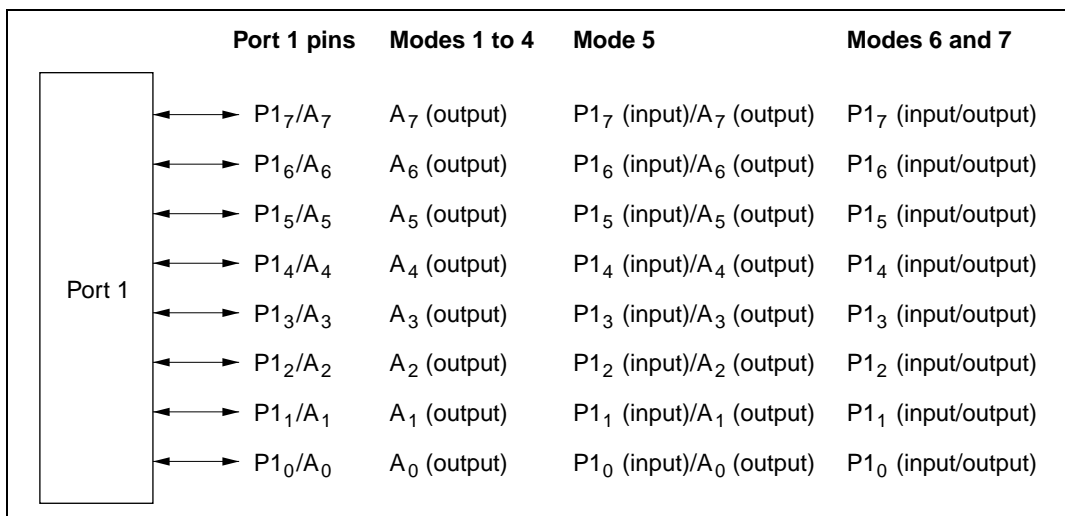 Port 1 pins Modes 1 to 4 Mode 5 Modes 6 and 7
P1₇/A₇ A₇ (output) P1₇ (input)/A₇ (output) P1₇ (input/output)
P1₆/A₆ A₆ (output) P1₆ (input)/A₆ (output) P1₆ (input/output)
P1₅/A₅ A₅ (output) P1₅ (input)/A₅ (output) P1₅ (input/output)
P1₄/A₄ A₄ (output) P1₄ (input)/A₄ (output) P1₄ (input/output)
Port 1
P1₃/A₃ A₃ (output) P1₃ (input)/A₃ (output) P1₃ (input/output)
P1₂/A₂ A₂ (output) P1₂ (input)/A₂ (output) P1₂ (input/output)
P1₁/A₁ A₁ (output) P1₁ (input)/A₁ (output) P1₁ (input/output)
P1₀/A₀ A₀ (output) P1₀ (input)/A₀ (output) P1₀ (input/output)